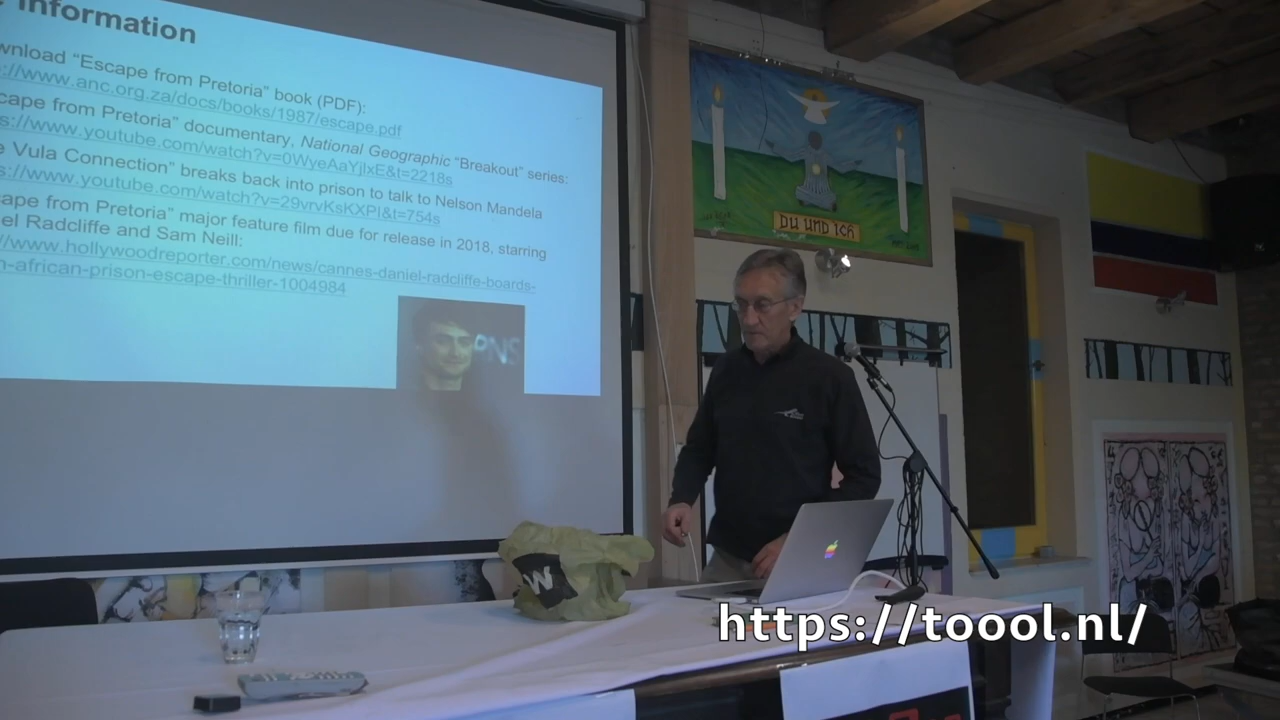 information
wnload “Escape from Pretoria” book (PDF):
://www.anc.org.za/docs/books/1987/escape.pdf
cape from Pretoria” documentary, National Geographic “Breakout” series:
s://www.youtube.com/watch?v=0WyeAaYjlxE&t=2218s
e Vula Connection” breaks back into prison to talk to Nelson Mandela
s://www.youtube.com/watch?v=29vrvKsKXPI&t=754s
cape from Pretoria” major feature film due for release in 2018, starring
el Radcliffe and Sam Neill:
//www.hollywoodreporter.com/news/cannes-daniel-radcliffe-boards-
h-african-prison-escape-thriller-1004984
PNS
DU UND ICH
W
https://toool.nl/